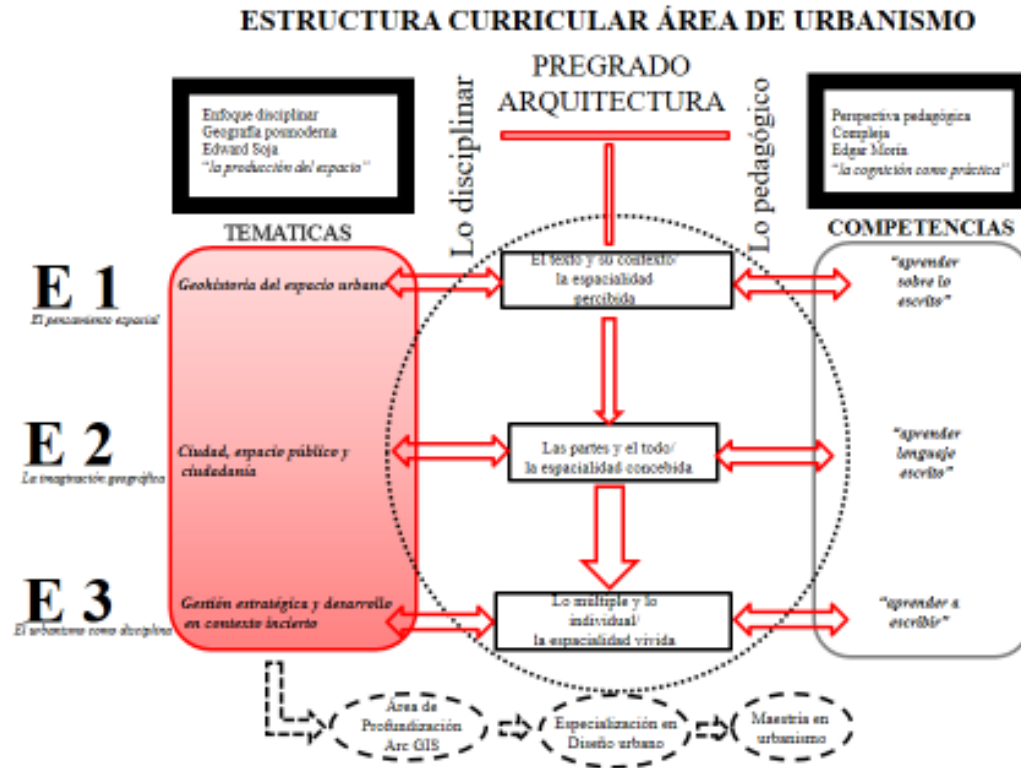 ESTRUCTURA CURRICULAR ÁREA DE URBANISMO
PREGRADO
ARQUITECTURA
Lo disciplinar
Lo pedagógico
Enfoque disciplinar
Geografía posmoderna
Edward Soja
"la producción del espacio"
Perspectiva pedagógica
Compleja
Edgar Morin
"la cognición como práctica"
TEMATICAS
COMPETENCIAS
E 1
El pensamiento espacial
Geohistoria del espacio urbano
El texto y su contexto/
la espacialidad
percibida
"aprender
sobre lo
escrito"
E 2
La imaginación geográfica
Ciudad, espacio público y
ciudadanía
Las partes y el todo/
la espacialidad concebida
"aprender
lenguaje
escrito"
E 3
El urbanismo como disciplina
Gestión estratégica y desarrollo
en contexto incierto
Lo múltiple y lo
individual/
la espacialidad vivida
"aprender a
escribir"
Área de
Profundización
Arc GIS
Especialización en
Diseño urbano
Maestria en
urbanismo